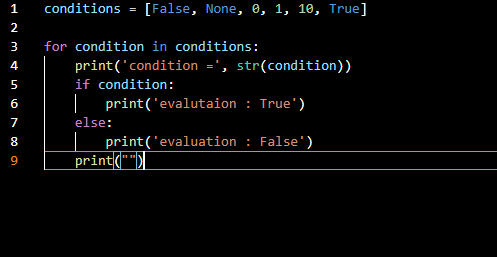 1 conditions = [False, None, 0, 1, 10, True]
2
3 for condition in conditions:
4     print('condition =', str(condition))
5     if condition:
6         print('evalutaion : True')
7     else:
8         print('evaluation : False')
9     print("")